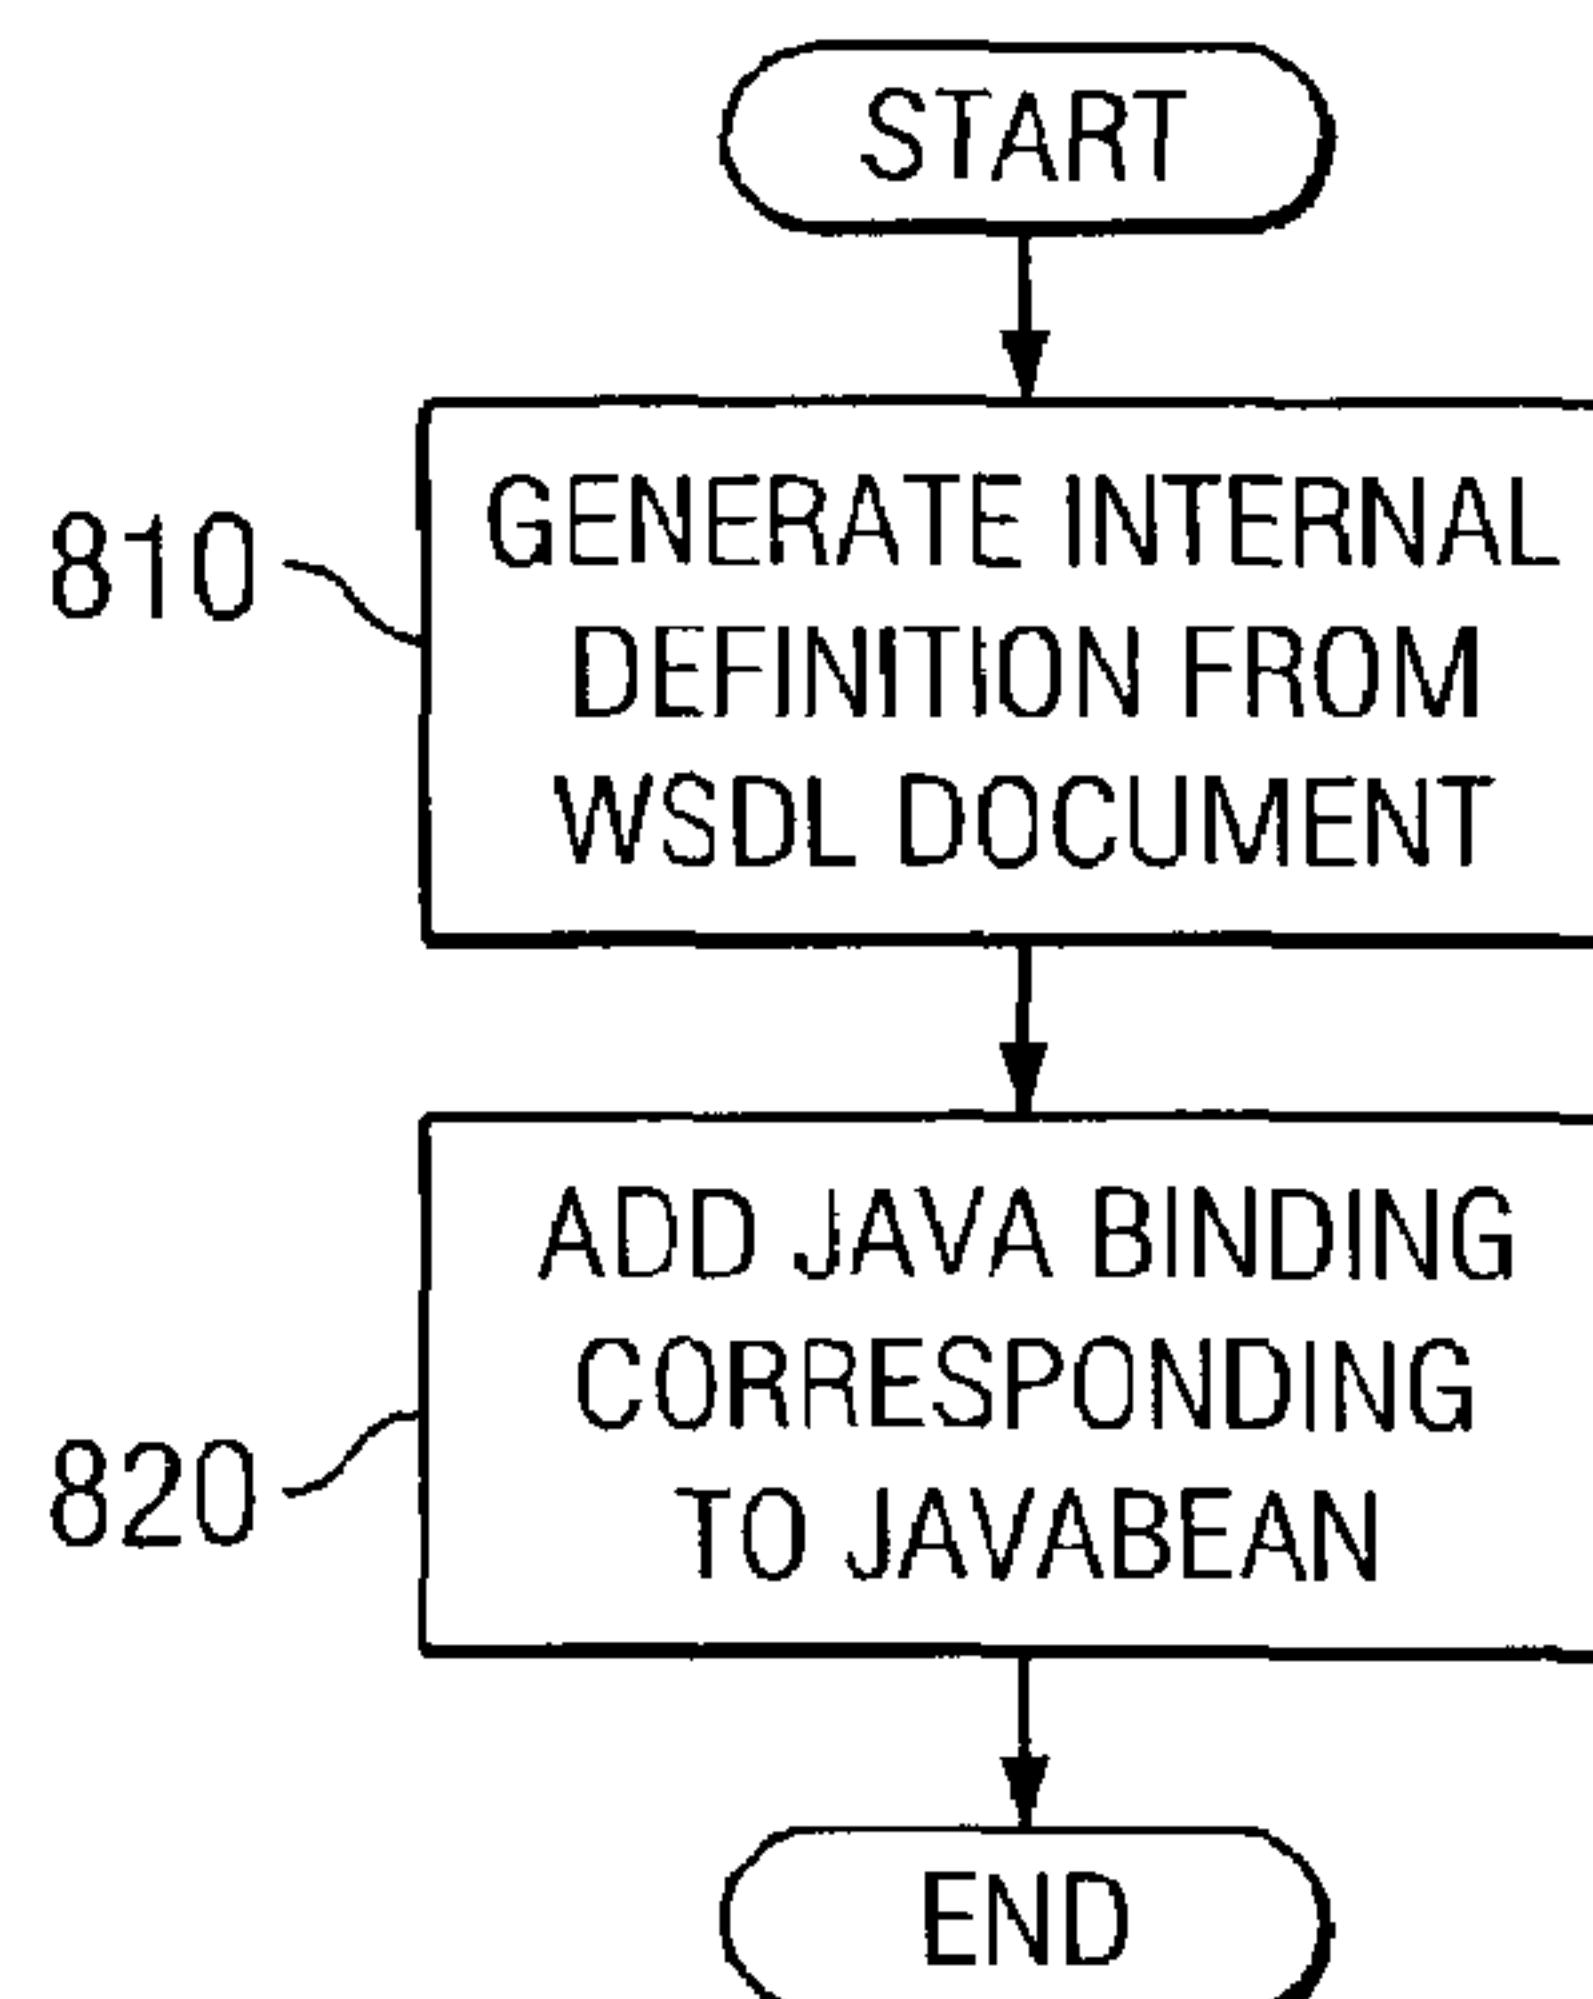 START
GENERATE INTERNAL
DEFINITION FROM
WSDL DOCUMENT
810
ADD JAVA BINDING
CORRESPONDING
TO JAVABEAN
820
END